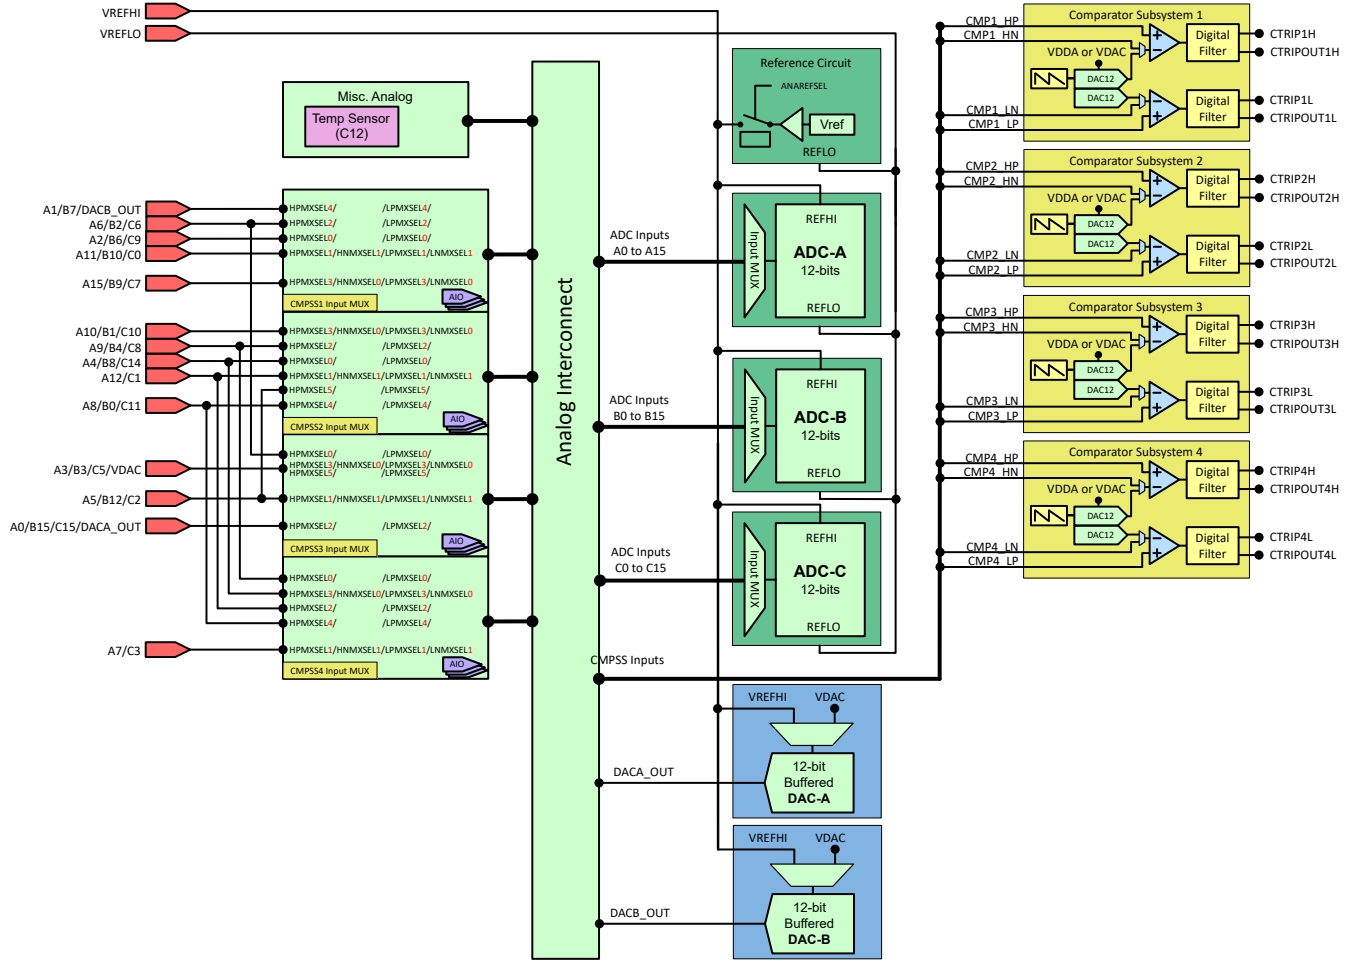 VREFHI
VREFLO
Misc. Analog
Temp Sensor
(C12)
A1/B7/DACB_OUT
A6/B2/C6
A2/B6/C9
A11/B10/C0
A15/B9/C7
HPMXSEL4/ /LPMXSEL4/
HPMXSEL2/ /LPMXSEL2/
HPMXSEL0/ /LPMXSEL0/
HPMXSEL1/HNMXSEL1/LPMXSEL1/LNMXSEL1
HPMXSEL3/HNMXSEL0/LPMXSEL3/LNMXSEL0
CMPSS1 Input MUX
AIO
A10/B1/C10
A9/B4/C8
A4/B8/C14
A12/C1
A8/B0/C11
HPMXSEL3/HNMXSEL0/LPMXSEL3/LNMXSEL0
HPMXSEL2/ /LPMXSEL2/
HPMXSEL0/ /LPMXSEL0/
HPMXSEL1/HNMXSEL1/LPMXSEL1/LNMXSEL1
HPMXSEL5/ /LPMXSEL5/
HPMXSEL4/ /LPMXSEL4/
CMPSS2 Input MUX
AIO
A3/B3/C5/VDAC
A5/B12/C2
A0/B15/C15/DACA_OUT
HPMXSEL0/ /LPMXSEL0/
HPMXSEL3/HNMXSEL0/LPMXSEL3/LNMXSEL0
HPMXSEL5/ /LPMXSEL5/
HPMXSEL1/HNMXSEL1/LPMXSEL1/LNMXSEL1
HPMXSEL2/ /LPMXSEL2/
CMPSS3 Input MUX
AIO
A7/C3
HPMXSEL0/ /LPMXSEL0/
HPMXSEL3/HNMXSEL0/LPMXSEL3/LNMXSEL0
HPMXSEL2/ /LPMXSEL2/
HPMXSEL4/ /LPMXSEL4/
HPMXSEL1/HNMXSEL1/LPMXSEL1/LNMXSEL1
CMPSS4 Input MUX
AIO
Analog Interconnect
Reference Circuit
ANAREFSEL
Vref
REFLO
ADC Inputs
A0 to A15
Input MUX
REFHI
ADC-A
12-bits
REFLO
ADC Inputs
B0 to B15
Input MUX
REFHI
ADC-B
12-bits
REFLO
ADC Inputs
C0 to C15
Input MUX
REFHI
ADC-C
12-bits
REFLO
CMPSS Inputs
VREFHI VDAC
DACA_OUT
12-bit
Buffered
DAC-A
VREFHI VDAC
DACB_OUT
12-bit
Buffered
DAC-B
Comparator Subsystem 1
CMP1_HP
CMP1_HN
VDDA or VDAC
DAC12
DAC12
CMP1_LN
CMP1_LP
Digital
Filter
Digital
Filter
CTRIP1H
CTRIPOUT1H
CTRIP1L
CTRIPOUT1L
Comparator Subsystem 2
CMP2_HP
CMP2_HN
VDDA or VDAC
DAC12
DAC12
CMP2_LN
CMP2_LP
Digital
Filter
Digital
Filter
CTRIP2H
CTRIPOUT2H
CTRIP2L
CTRIPOUT2L
Comparator Subsystem 3
CMP3_HP
CMP3_HN
VDDA or VDAC
DAC12
DAC12
CMP3_LN
CMP3_LP
Digital
Filter
Digital
Filter
CTRIP3H
CTRIPOUT3H
CTRIP3L
CTRIPOUT3L
Comparator Subsystem 4
CMP4_HP
CMP4_HN
VDDA or VDAC
DAC12
DAC12
CMP4_LN
CMP4_LP
Digital
Filter
Digital
Filter
CTRIP4H
CTRIPOUT4H
CTRIP4L
CTRIPOUT4L